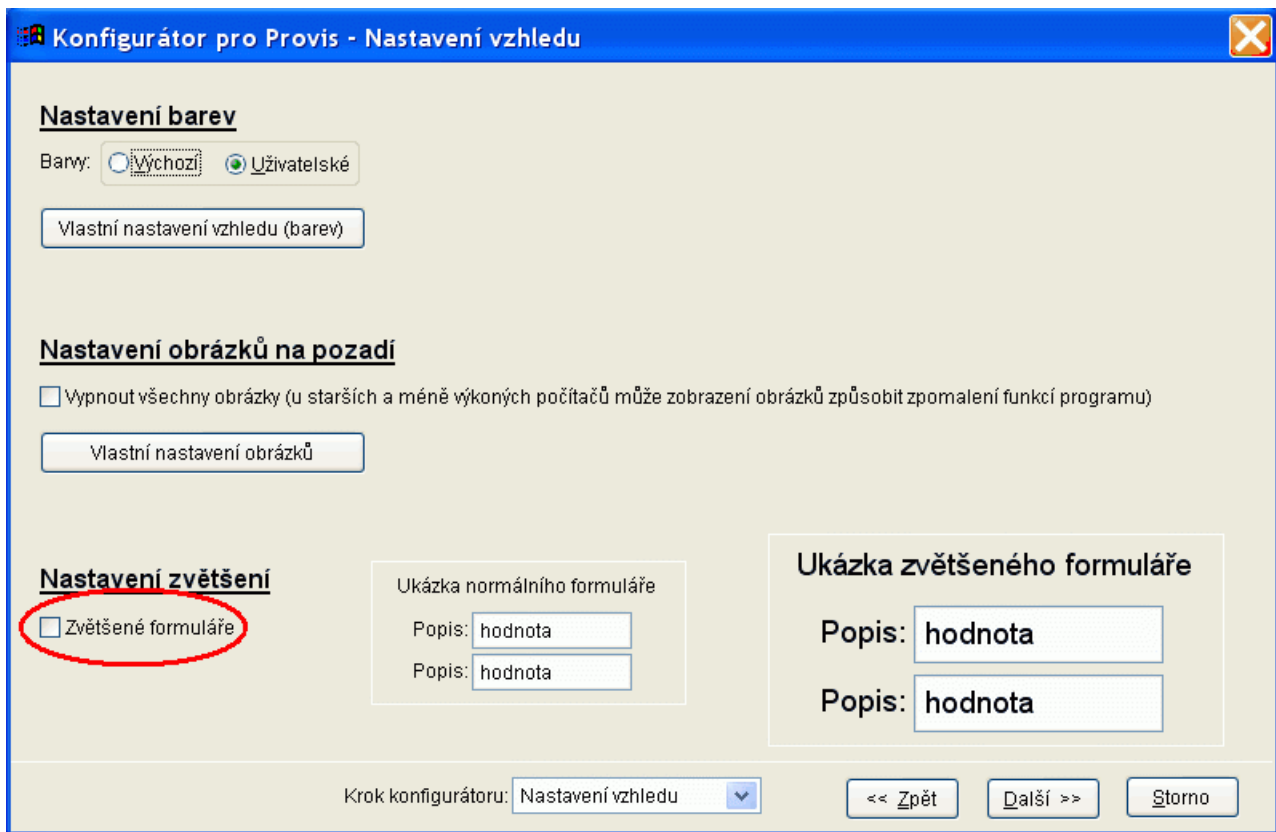 Konfigurátor pro Provis - Nastavení vzhledu
Nastavení barev
Barvy: Výchozí Uživatelské
Vlastní nastavení vzhledu (barev)
Nastavení obrázků na pozadí
Vypnout všechny obrázky (u starších a méně výkoných počítačů může zobrazení obrázků způsobit zpomalení funkcí programu)
Vlastní nastavení obrázků
Nastavení zvětšení
Zvětšené formuláře
Ukázka normálního formuláře
Popis: hodnota
Popis: hodnota
Ukázka zvětšeného formuláře
Popis: hodnota
Popis: hodnota
Krok konfigurátoru: Nastavení vzhledu << Zpět Další >> Storno